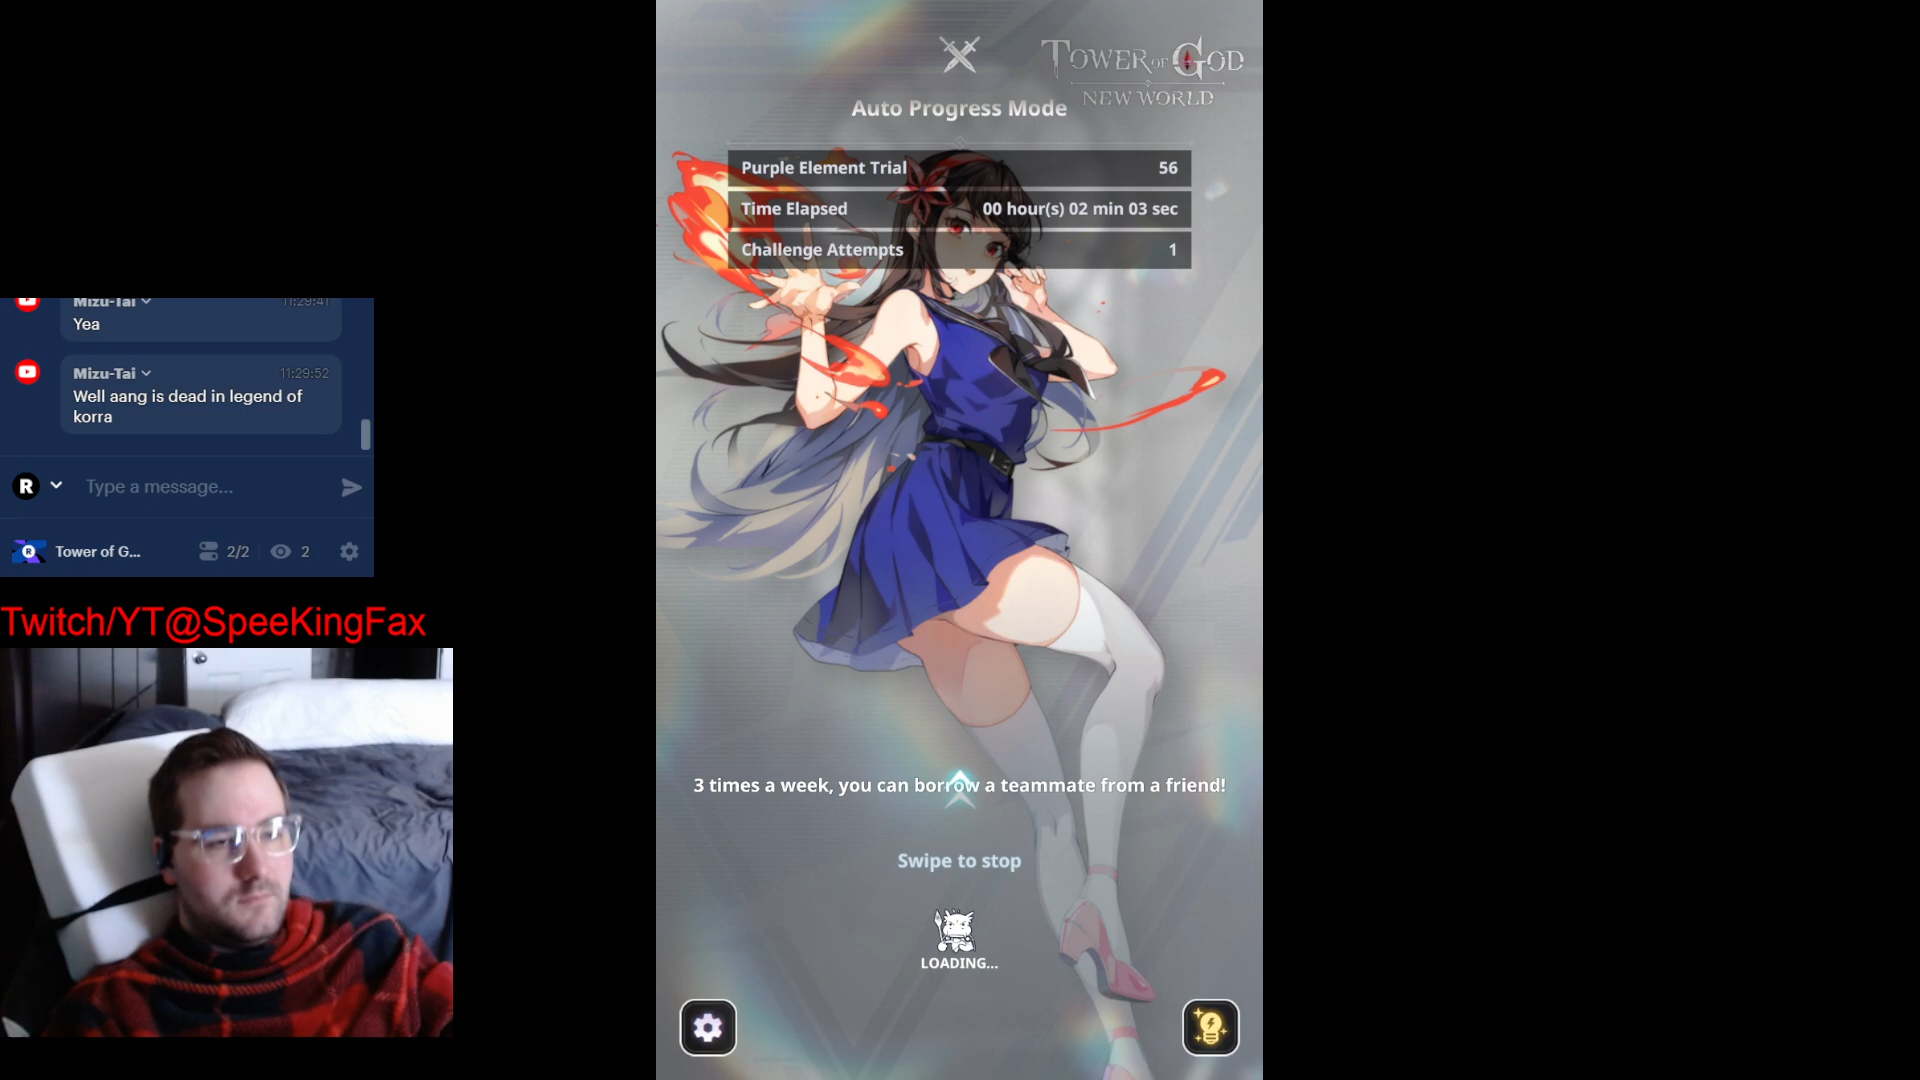 Mizu-Tai 11:29:41
Yea
Mizu-Tai 11:29:52
Well aang is dead in legend of
korra
R Type a message...
R Tower of G... 2/2 2
Twitch/YT@SpeeKingFax
TOWER OF GOD
NEW WORLD
Auto Progress Mode
Purple Element Trial 56
Time Elapsed 00 hour(s) 02 min 03 sec
Challenge Attempts 1
3 times a week, you can borrow a teammate from a friend!
Swipe to stop
LOADING...